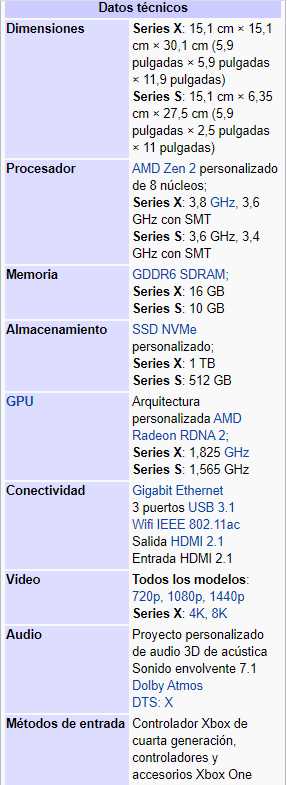 Datos técnicos
Dimensiones
Series X: 15,1 cm × 15,1
cm × 30,1 cm (5,9
pulgadas × 5,9 pulgadas
× 11,9 pulgadas)
Series S: 15,1 cm × 6,35
cm × 27,5 cm (5,9
pulgadas × 2,5 pulgadas
× 11 pulgadas)
Procesador
AMD Zen 2 personalizado
de 8 núcleos;
Series X: 3,8 GHz, 3,6
GHz con SMT
Series S: 3,6 GHz, 3,4
GHz con SMT
Memoria
GDDR6 SDRAM;
Series X: 16 GB
Series S: 10 GB
Almacenamiento
SSD NVMe
personalizado;
Series X: 1 TB
Series S: 512 GB
GPU
Arquitectura
personalizada AMD
Radeon RDNA 2;
Series X: 1,825 GHz
Series S: 1,565 GHz
Conectividad
Gigabit Ethernet
3 puertos USB 3.1
Wifi IEEE 802.11ac
Salida HDMI 2.1
Entrada HDMI 2.1
Video
Todos los modelos:
720p, 1080p, 1440p
Series X: 4K, 8K
Audio
Proyecto personalizado
de audio 3D de acústica
Sonido envolvente 7.1
Dolby Atmos
DTS: X
Métodos de entrada
Controlador Xbox de
cuarta generación,
controladores y
accesorios Xbox One